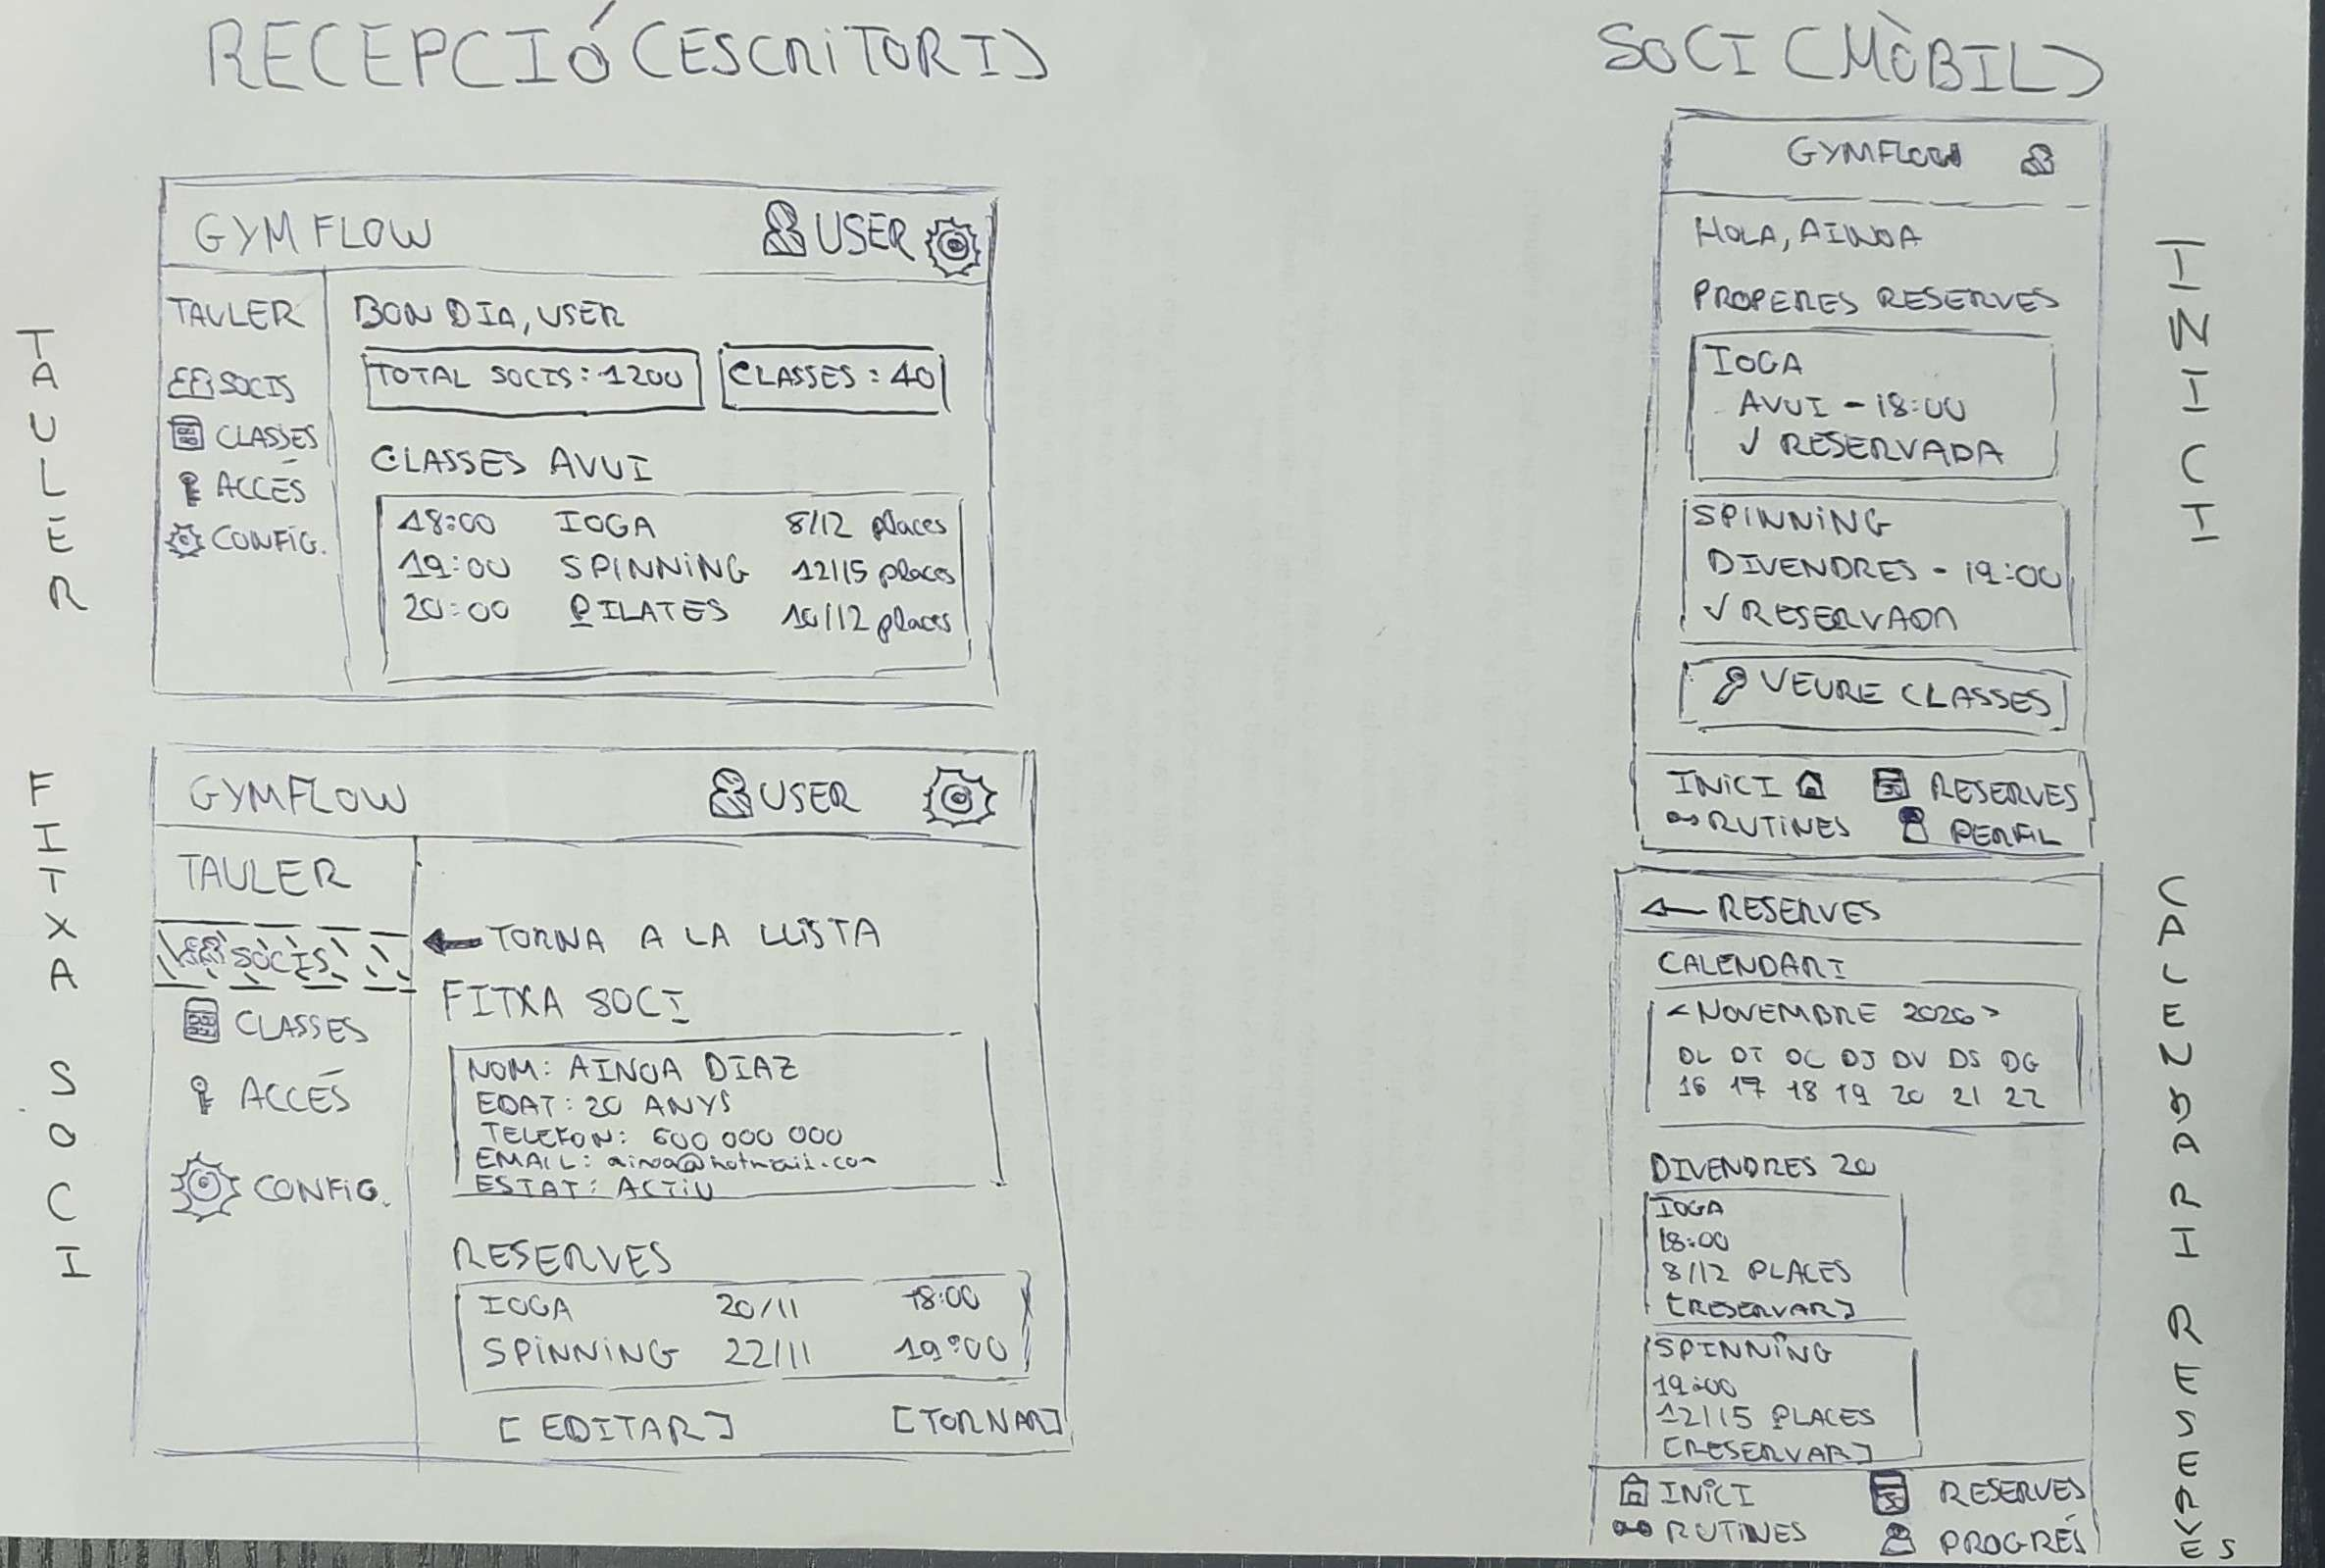 RECEPCIÓ (ESCRITORI)
TAULER
GYM FLOW USER
TAULER
SOCIS
CLASSES
ACCÉS
CONFIG.
BON DIA, USER
TOTAL SOCIS: 1200 CLASSES: 40
CLASSES AVUI
18:00 IOGA 8/12 places
19:00 SPINNING 12/15 places
20:00 PILATES 10/12 places
FITXA SOCI
GYMFLOW USER
TAULER
SOCIS
CLASSES
ACCÉS
CONFIG.
← TORNA A LA LLISTA
FITXA SOCI
NOM: AINOA DIAZ
EDAT: 20 ANYS
TELEFON: 600 000 000
EMAIL: ainoa@hotmail.com
ESTAT: ACTIU
RESERVES
IOGA 20/11 18:00
SPINNING 22/11 19:00
[EDITAR] [TORNAR]
SOCI (MÒBIL)
INICI
GYMFLOW
HOLA, AINOA
PROPERES RESERVES
IOGA
AVUI - 18:00
✓ RESERVADA
SPINNING
DIVENDRES - 19:00
✓ RESERVADA
VEURE CLASSES
INICI RESERVES
RUTINES PERFIL
CALENDARI RESERVES
← RESERVES
CALENDARI
< NOVEMBRE 2026 >
DL DT DC DJ DV DS DG
16 17 18 19 20 21 22
DIVENDRES 20
IOGA
18:00
8/12 PLACES
[RESERVAR]
SPINNING
19:00
12/15 PLACES
[RESERVAR]
INICI RESERVES
RUTINES PROGRÉS